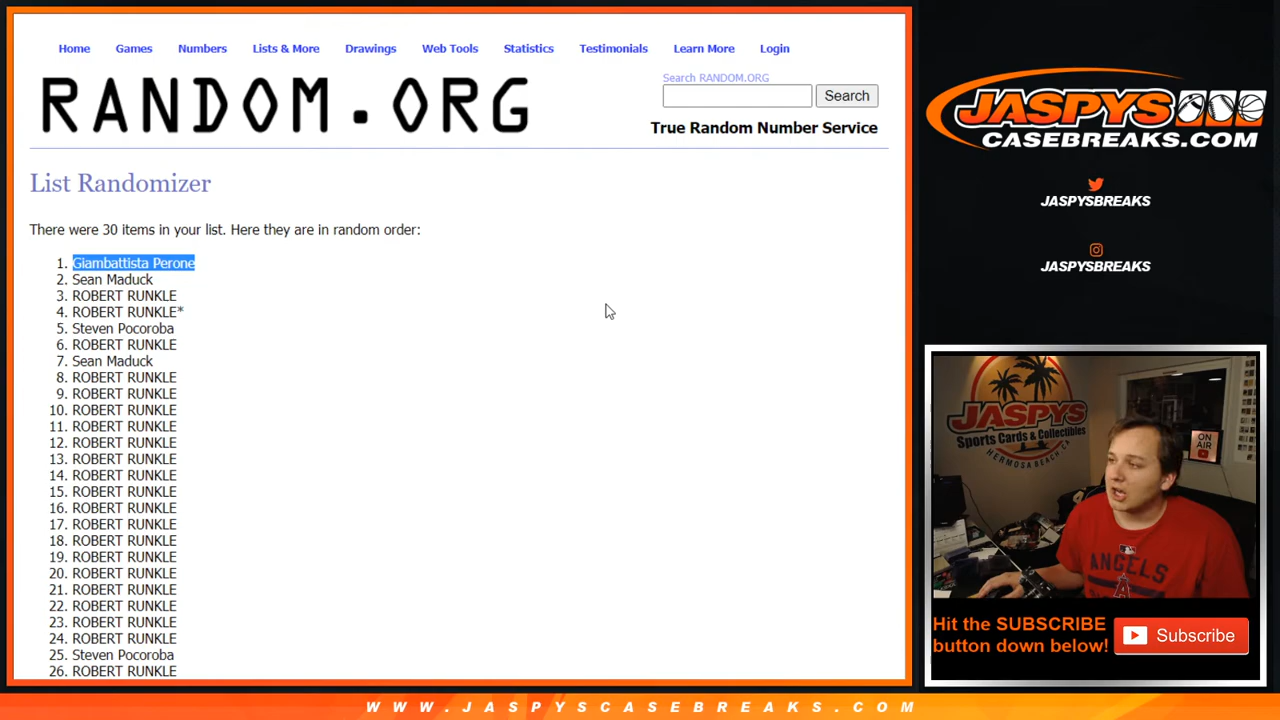 Home Games Numbers Lists & More Drawings Web Tools Statistics Testimonials Learn More Login
RANDOM.ORG
Search RANDOM.ORG
Search
True Random Number Service
List Randomizer
There were 30 items in your list. Here they are in random order:
1. Giambattista Perone
2. Sean Maduck
3. ROBERT RUNKLE
4. ROBERT RUNKLE*
5. Steven Pocoroba
6. ROBERT RUNKLE
7. Sean Maduck
8. ROBERT RUNKLE
9. ROBERT RUNKLE
10. ROBERT RUNKLE
11. ROBERT RUNKLE
12. ROBERT RUNKLE
13. ROBERT RUNKLE
14. ROBERT RUNKLE
15. ROBERT RUNKLE
16. ROBERT RUNKLE
17. ROBERT RUNKLE
18. ROBERT RUNKLE
19. ROBERT RUNKLE
20. ROBERT RUNKLE
21. ROBERT RUNKLE
22. ROBERT RUNKLE
23. ROBERT RUNKLE
24. ROBERT RUNKLE
25. Steven Pocoroba
26. ROBERT RUNKLE
JASPYS
CASEBREAKS.COM
JASPYSBREAKS
JASPYSBREAKS
JASPYS
Sports Cards & Collectibles
HERMOSA BEACH, CA
ON
AIR
ANGELS
Hit the SUBSCRIBE
button down below!
Subscribe
WWW.JASPYSCASEBREAKS.COM